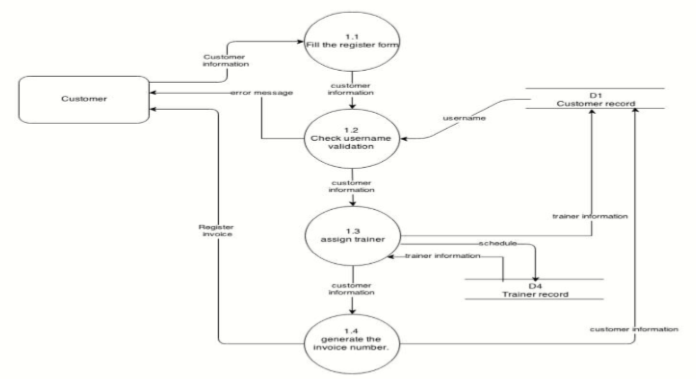 1.1
Fill the register form
Customer
information
customer
information
Customer
error message
D1
Customer record
username
1.2
Check username
validation
customer
information
Register
invoice
1.3
assign trainer
trainer information
schedule
trainer information
D4
Trainer record
customer
information
1.4
generate the
invoice number.
customer information